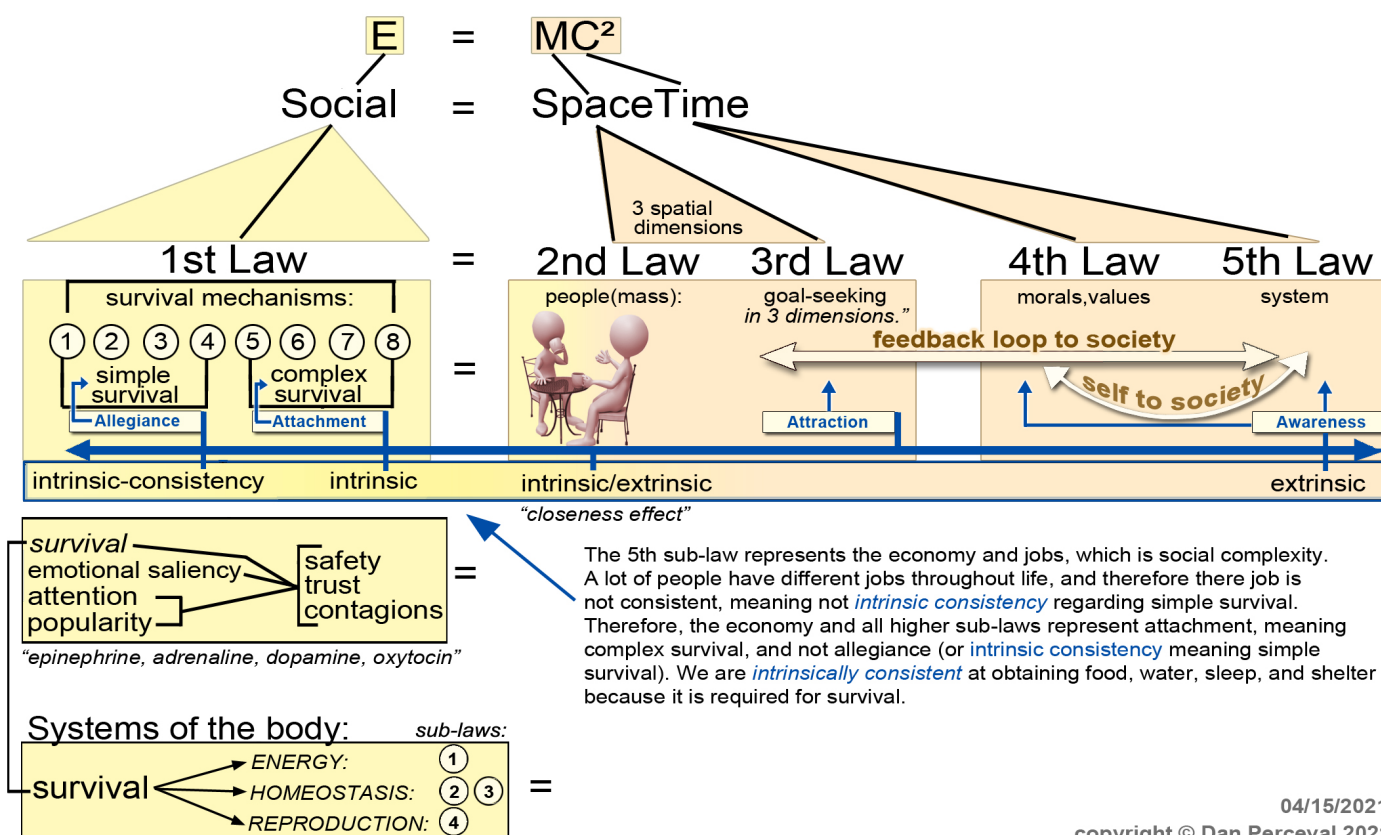 E = MC²
Social = SpaceTime
3 spatial
dimensions
1st Law = 2nd Law 3rd Law 4th Law 5th Law
survival mechanisms:
people(mass):
goal-seeking
in 3 dimensions.”
morals,values
system
1 2 3 4 5 6 7 8
simple
survival
complex
survival
=
feedback loop to society
self to society
Allegiance
Attachment
Attraction
Awareness
intrinsic-consistency intrinsic intrinsic/extrinsic extrinsic
“closeness effect”
survival
emotional saliency
attention
popularity
safety
trust
contagions
=
“epinephrine, adrenaline, dopamine, oxytocin”
The 5th sub-law represents the economy and jobs, which is social complexity.
A lot of people have different jobs throughout life, and therefore there job is
not consistent, meaning not intrinsic consistency regarding simple survival.
Therefore, the economy and all higher sub-laws represent attachment, meaning
complex survival, and not allegiance (or intrinsic consistency meaning simple
survival). We are intrinsically consistent at obtaining food, water, sleep, and shelter
because it is required for survival.
Systems of the body: sub-laws:
survival
ENERGY: 1
HOMEOSTASIS: 2 3
REPRODUCTION: 4
=
04/15/2021
copyright © Dan Perceval